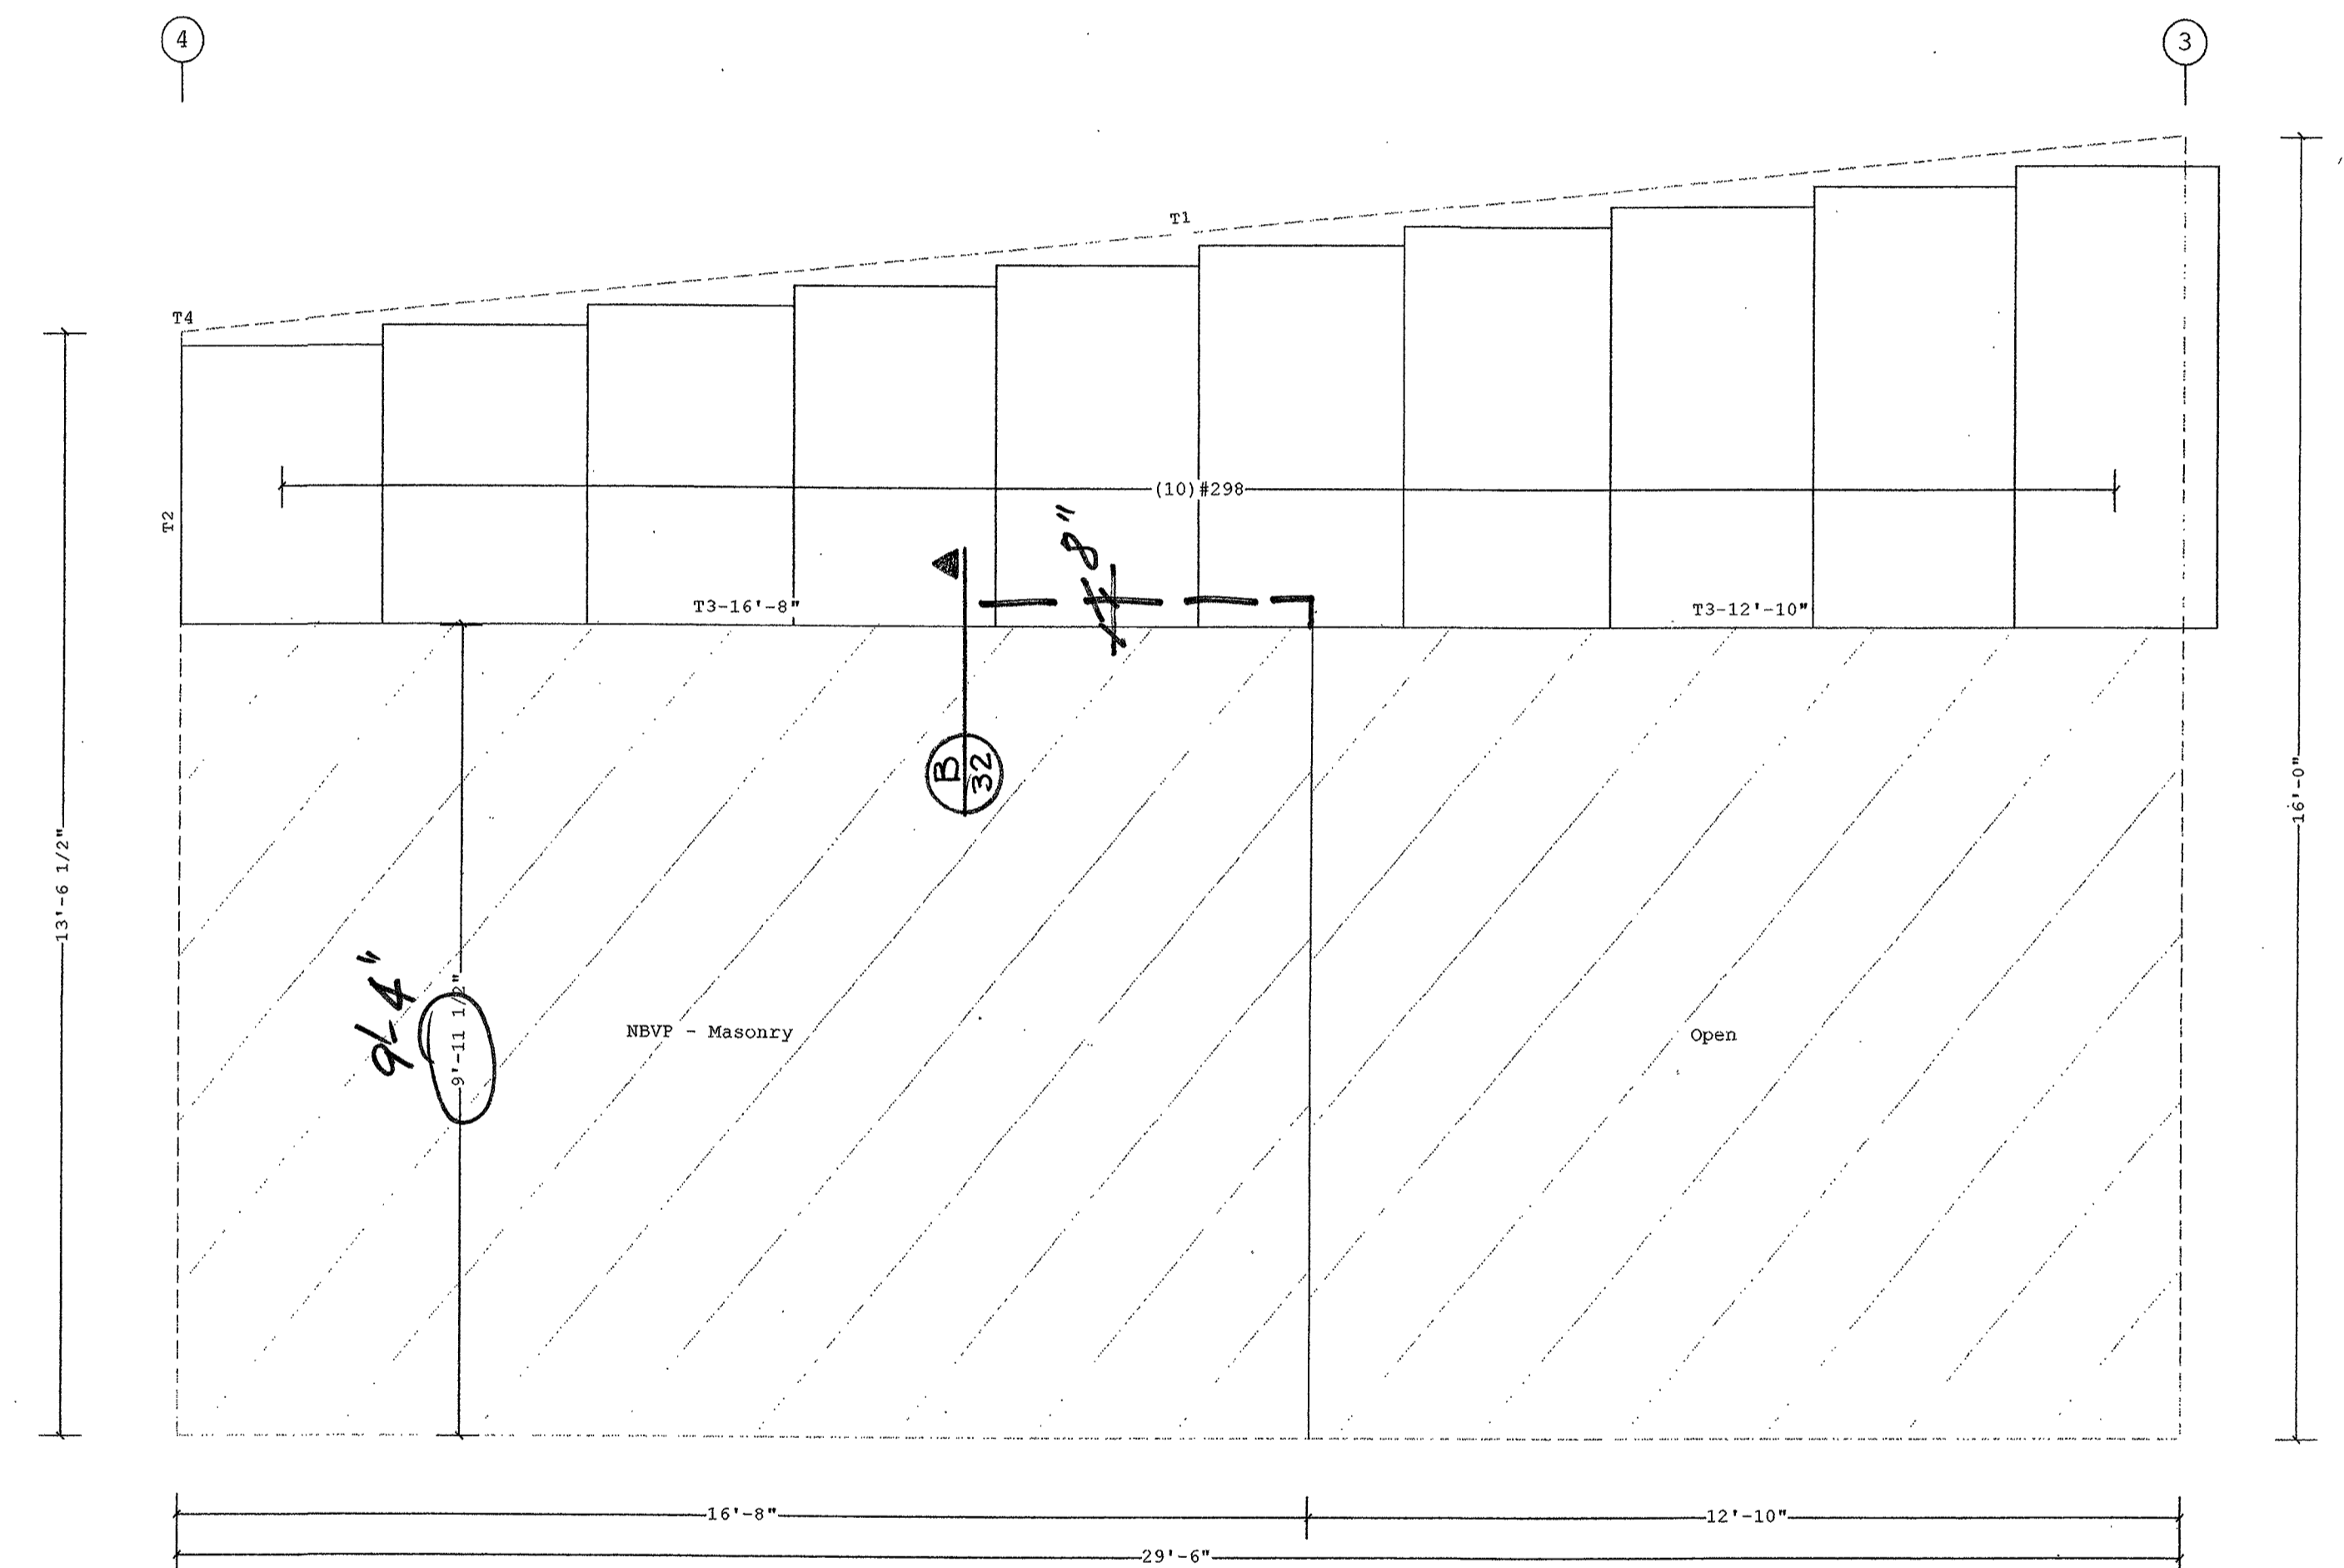 4
3
T1
T4
(10)#298
T2
8"
T3-16'-8"
T3-12'-10"
B
32
13'-6 1/2"
16'-0"
9'-4"
9'-11 1/2"
NBVP - Masonry
Open
16'-8"
12'-10"
29'-6"